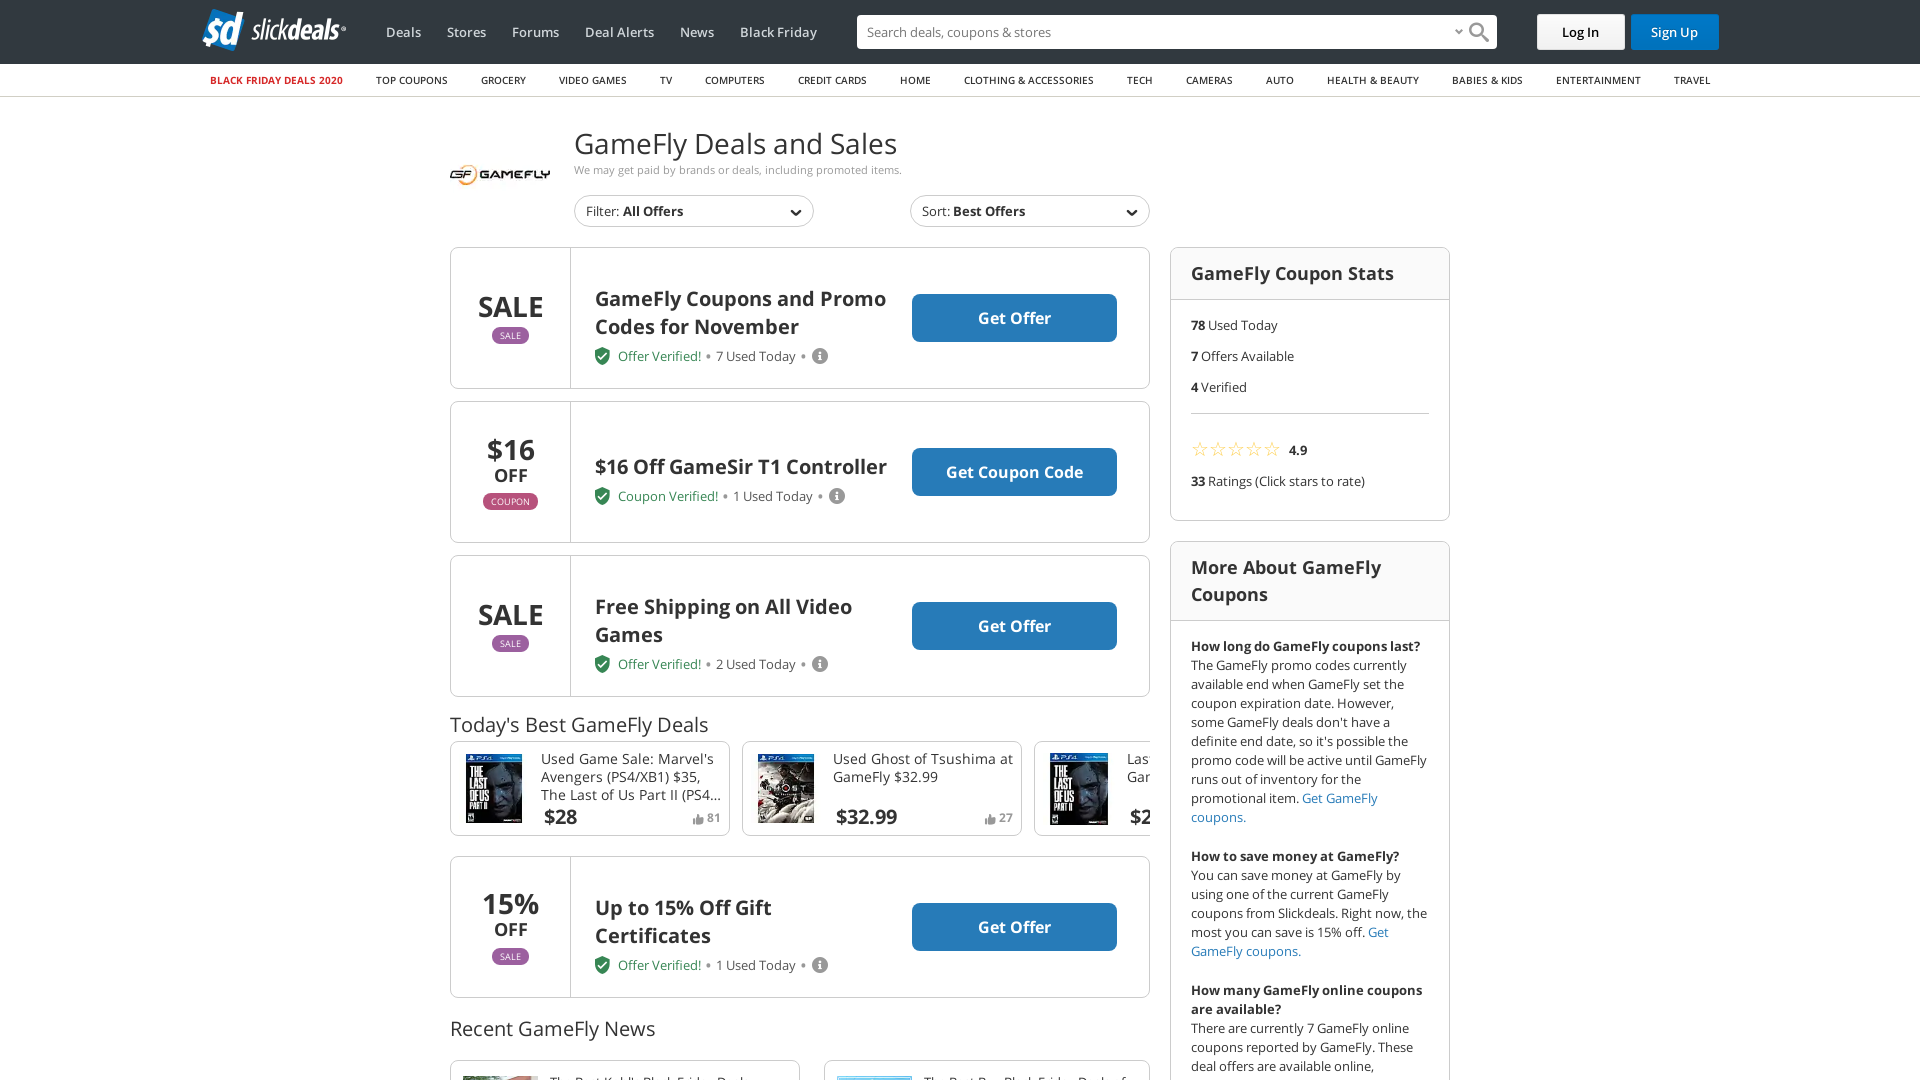 slickdeals
Deals
Stores
Forums
Deal Alerts
News
Black Friday
Search deals, coupons & stores
Log In
Sign Up
BLACK FRIDAY DEALS 2020
TOP COUPONS
GROCERY
VIDEO GAMES
TV
COMPUTERS
CREDIT CARDS
HOME
CLOTHING & ACCESSORIES
TECH
CAMERAS
AUTO
HEALTH & BEAUTY
BABIES & KIDS
ENTERTAINMENT
TRAVEL
GAMEFLY
GameFly Deals and Sales
We may get paid by brands or deals, including promoted items.
Filter: All Offers
Sort: Best Offers
SALE
SALE
GameFly Coupons and Promo
Codes for November
Offer Verified! • 7 Used Today •
Get Offer
$16
OFF
COUPON
$16 Off GameSir T1 Controller
Coupon Verified! • 1 Used Today •
Get Coupon Code
SALE
SALE
Free Shipping on All Video
Games
Offer Verified! • 2 Used Today •
Get Offer
Today's Best GameFly Deals
Used Game Sale: Marvel's
Avengers (PS4/XB1) $35,
The Last of Us Part II (PS4...
$28
81
Used Ghost of Tsushima at
GameFly $32.99
$32.99
27
15%
OFF
SALE
Up to 15% Off Gift
Certificates
Offer Verified! • 1 Used Today •
Get Offer
Recent GameFly News
GameFly Coupon Stats
78 Used Today
7 Offers Available
4 Verified
4.9
33 Ratings (Click stars to rate)
More About GameFly
Coupons
How long do GameFly coupons last?
The GameFly promo codes currently
available end when GameFly set the
coupon expiration date. However,
some GameFly deals don't have a
definite end date, so it's possible the
promo code will be active until GameFly
runs out of inventory for the
promotional item. Get GameFly
coupons.
How to save money at GameFly?
You can save money at GameFly by
using one of the current GameFly
coupons from Slickdeals. Right now, the
most you can save is 15% off. Get
GameFly coupons.
How many GameFly online coupons
are available?
There are currently 7 GameFly online
coupons reported by GameFly. These
deal offers are available online,